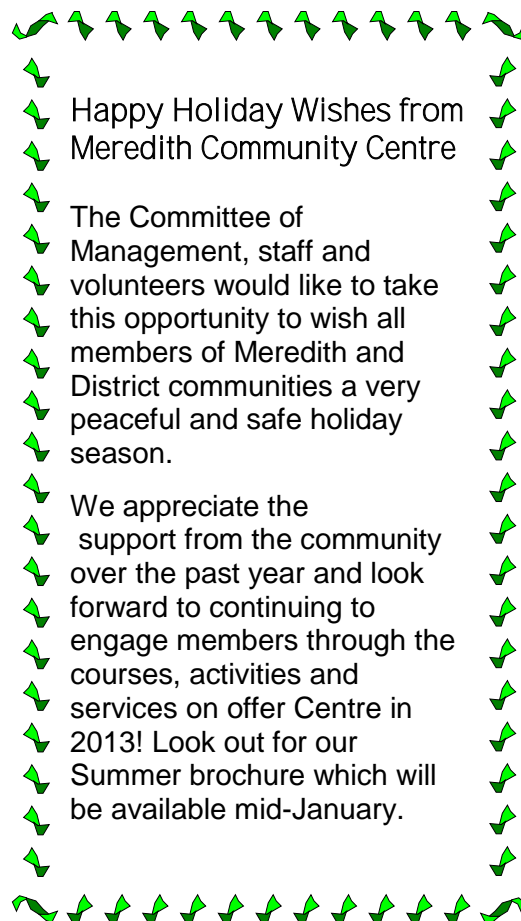 Happy Holiday Wishes from
Meredith Community Centre
The Committee of
Management, staff and
volunteers would like to take
this opportunity to wish all
members of Meredith and
District communities a very
peaceful and safe holiday
season.
We appreciate the
support from the community
over the past year and look
forward to continuing to
engage members through the
courses, activities and
services on offer Centre in
2013! Look out for our
Summer brochure which will
be available mid-January.